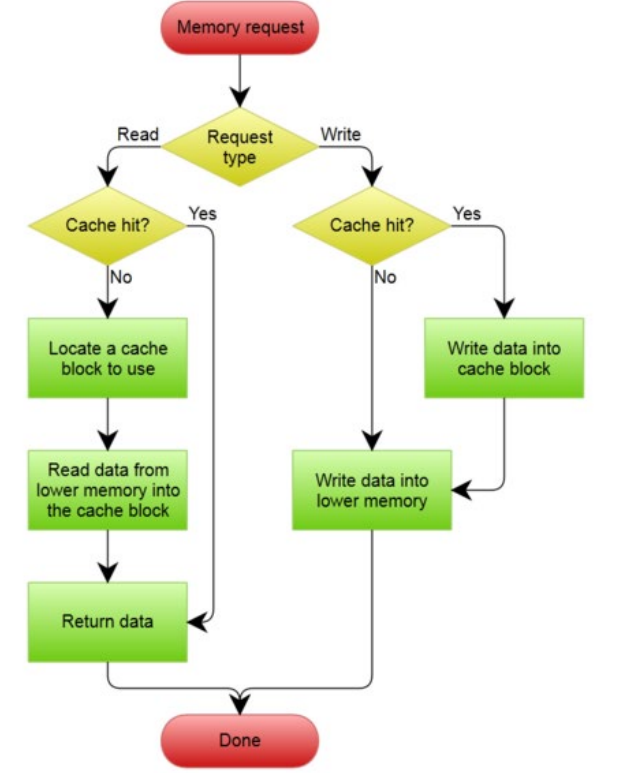 Memory request
Read
Request
type
Write
Cache hit?
Yes
Cache hit?
Yes
No
No
Locate a cache
block to use
Write data into
cache block
Read data from
lower memory into
the cache block
Write data into
lower memory
Return data
Done